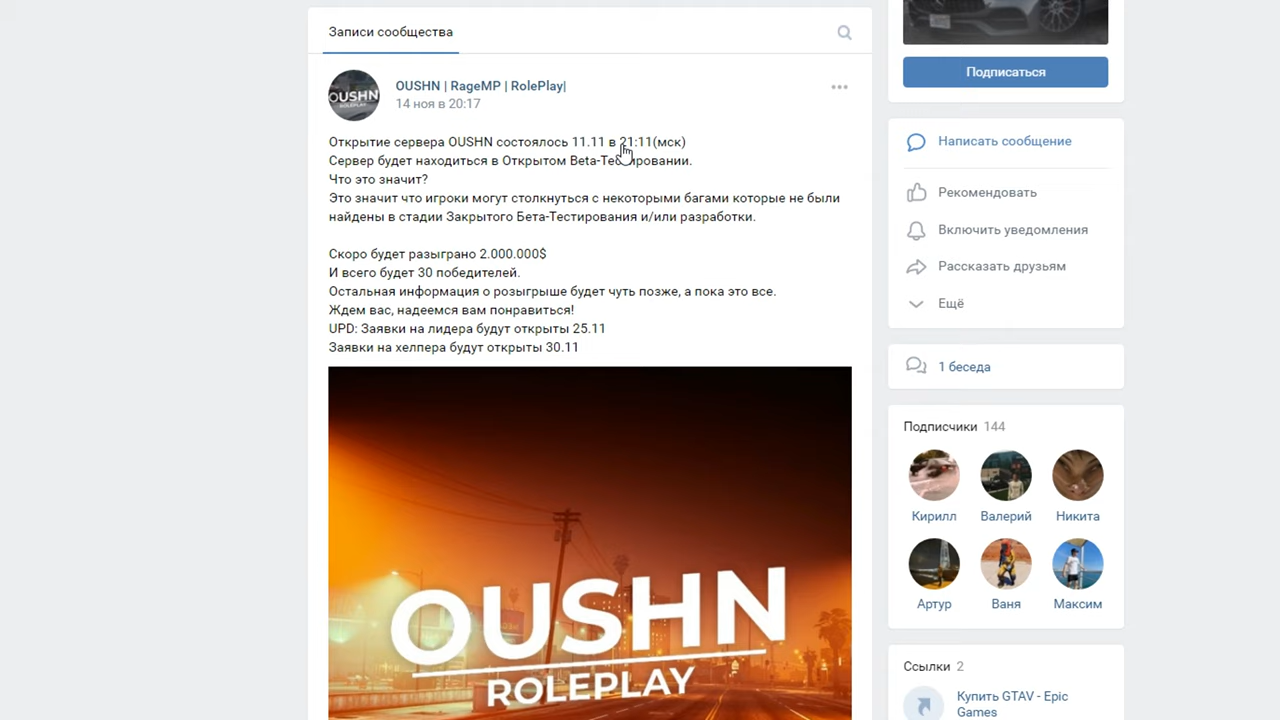 Записи сообщества
OUSHN
ROLEPLAY
OUSHN | RageMP | RolePlay|
14 ноя в 20:17
Открытие сервера OUSHN состоялось 11.11 в 21:11(мск)
Сервер будет находиться в Открытом Beta-Тестировании.
Что это значит?
Это значит что игроки могут столкнуться с некоторыми багами которые не были
найдены в стадии Закрытого Бета-Тестирования и/или разработки.
Скоро будет разыграно 2.000.000$
И всего будет 30 победителей.
Остальная информация о розыгрыше будет чуть позже, а пока это все.
Ждем вас, надеемся вам понравиться!
UPD: Заявки на лидера будут открыты 25.11
Заявки на хелпера будут открыты 30.11
OUSHN
ROLEPLAY
Подписаться
Написать сообщение
Рекомендовать
Включить уведомления
Рассказать друзьям
Ещё
1 беседа
Подписчики 144
Кирилл Валерий Никита
Артур Ваня Максим
Ссылки 2
Купить GTAV - Epic
Games